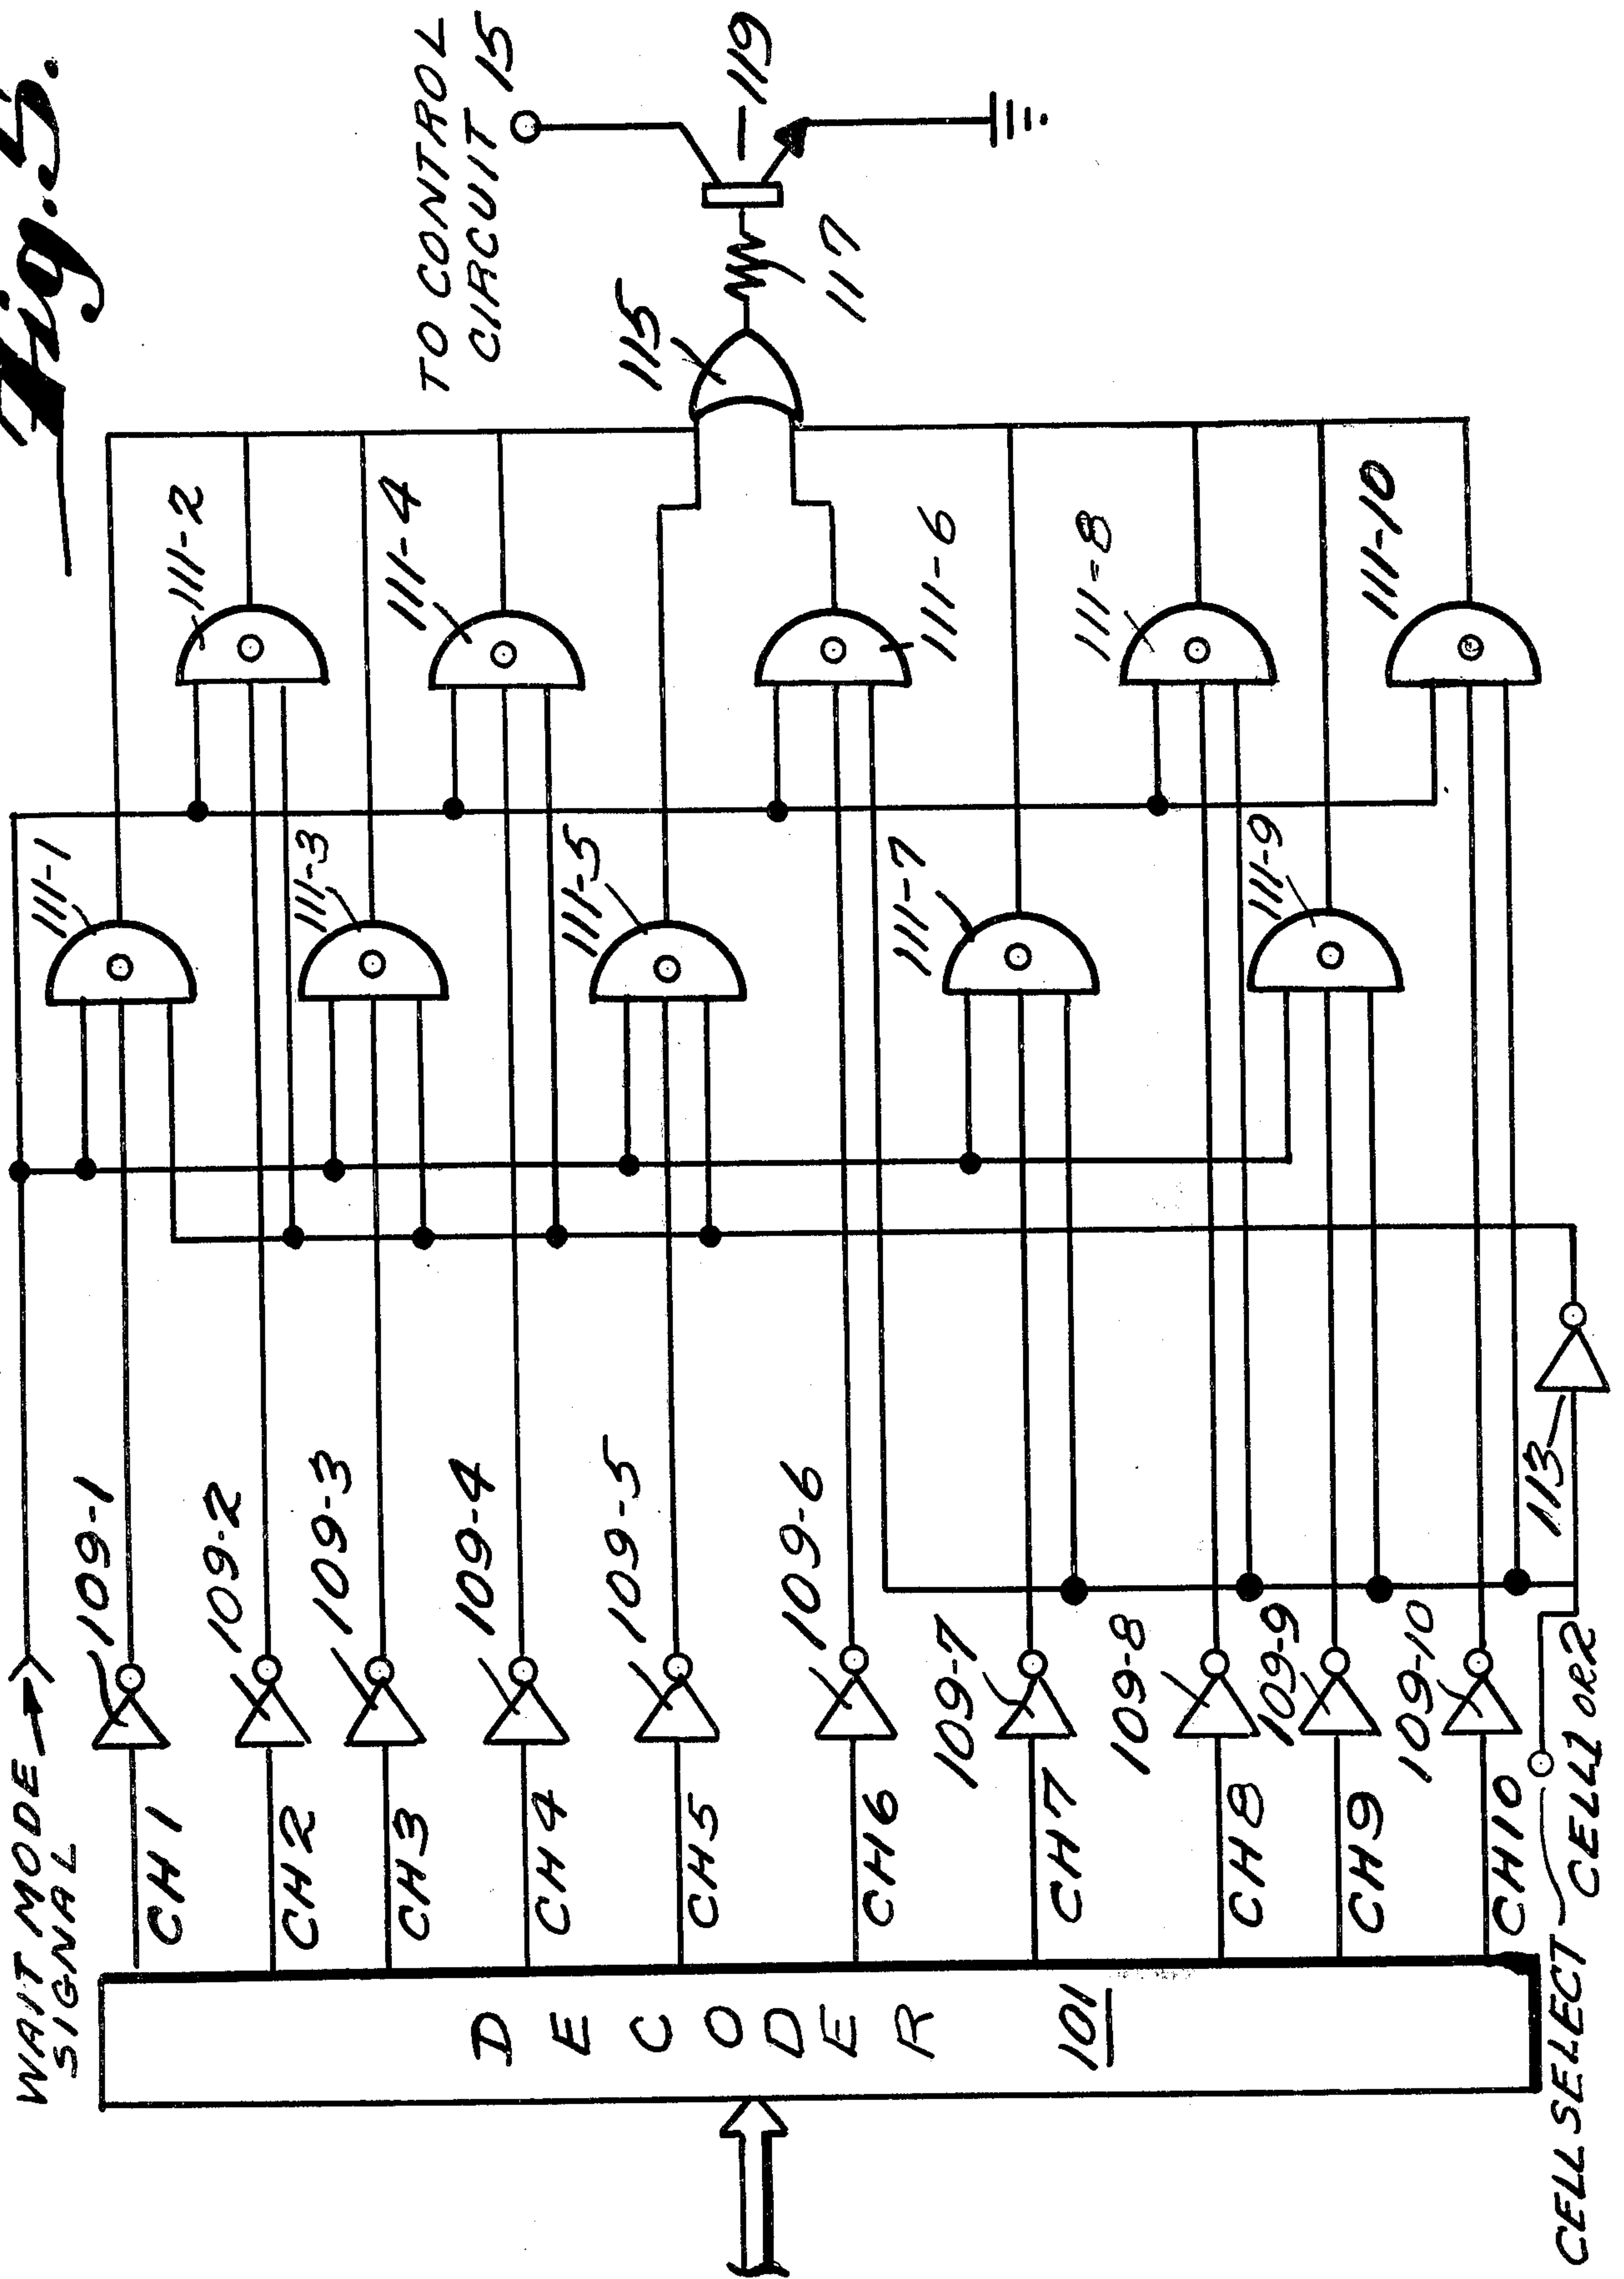 Fig. 5.
WAIT MODE
SIGNAL
TO CONTROL
CIRCUIT 15
DECODER
101
CH1
CH2
CH3
CH4
CH5
CH6
CH7
CH8
CH9
CH10
109-1
109-2
109-3
109-4
109-5
109-6
109-7
109-8
109-9
109-10
111-1
111-2
111-3
111-4
111-5
111-6
111-7
111-8
111-9
111-10
113
115
117
119
CELL SELECT
CELL 1 OR 2